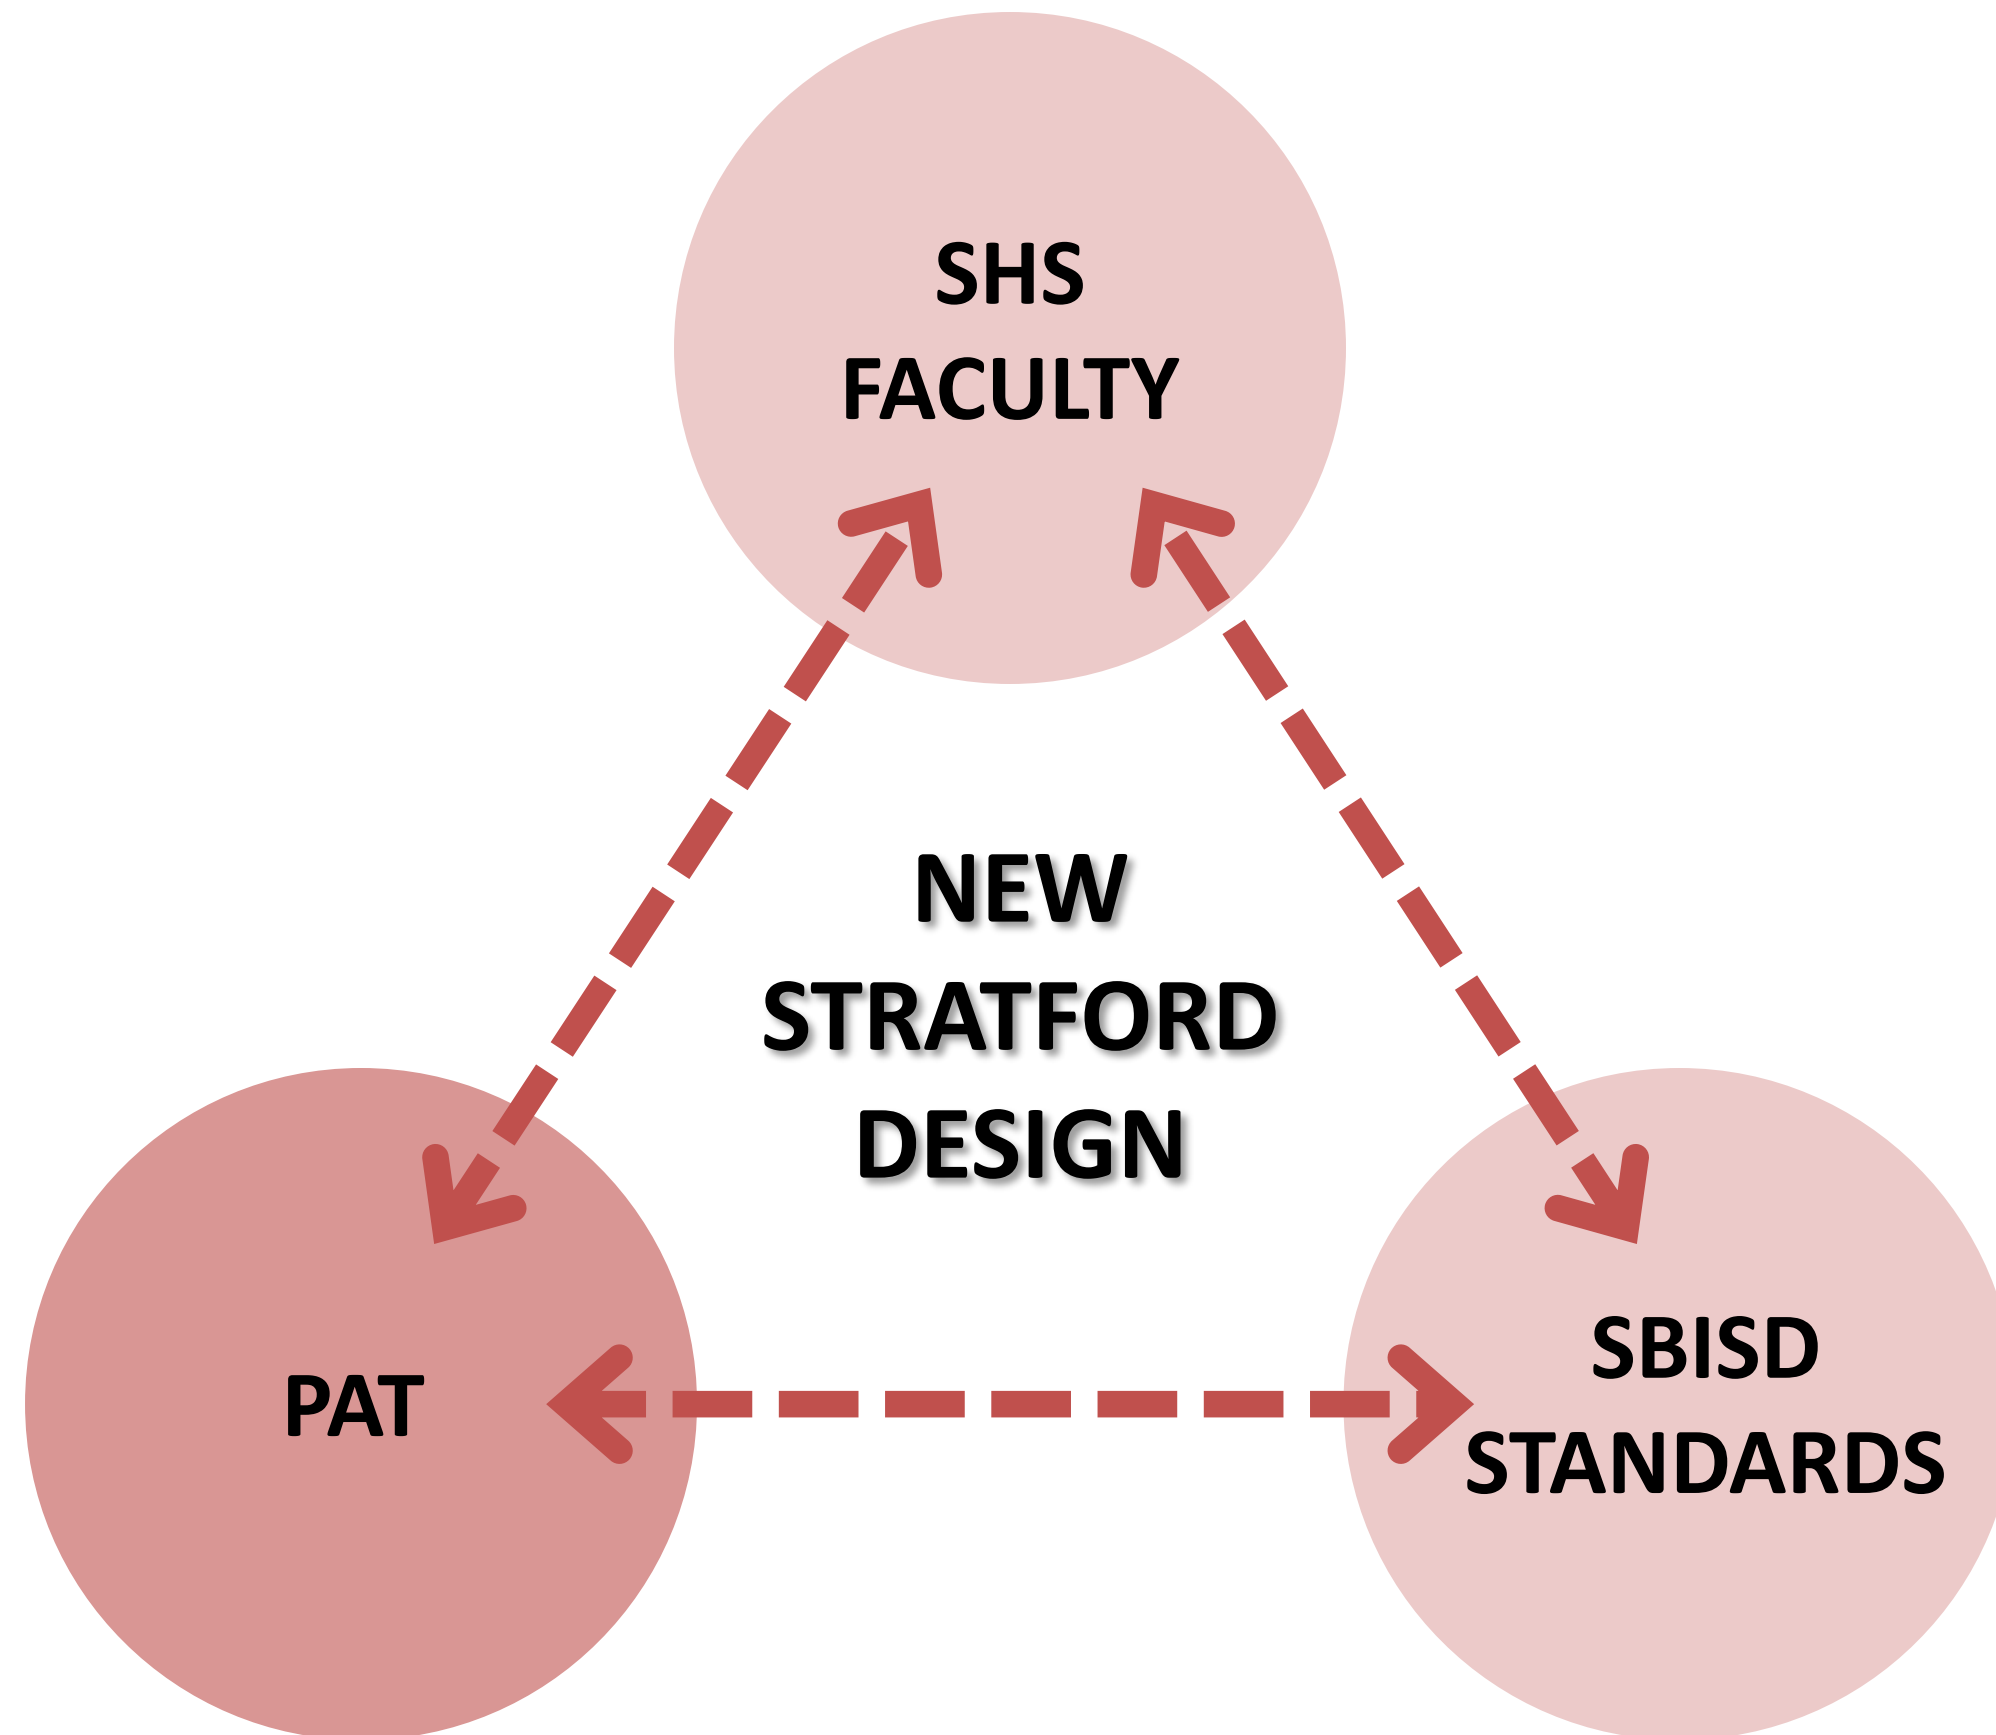 SHS
FACULTY
NEW
STRATFORD
DESIGN
PAT
SBISD
STANDARDS